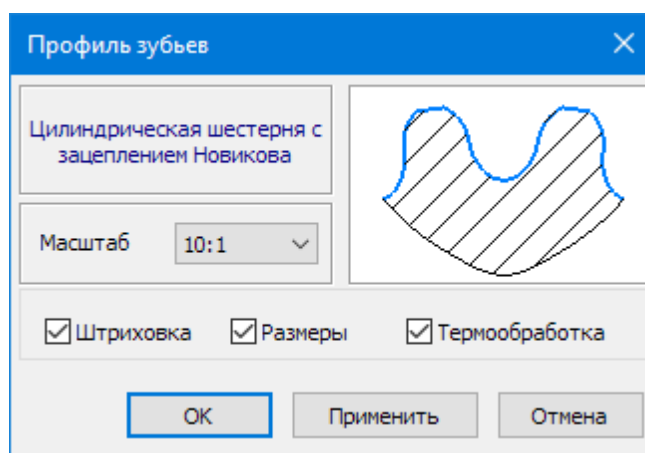 Профиль зубьев
Цилиндрическая шестерня с
зацеплением Новикова
Масштаб 10:1
Штриховка Размеры Термообработка
OK Применить Отмена